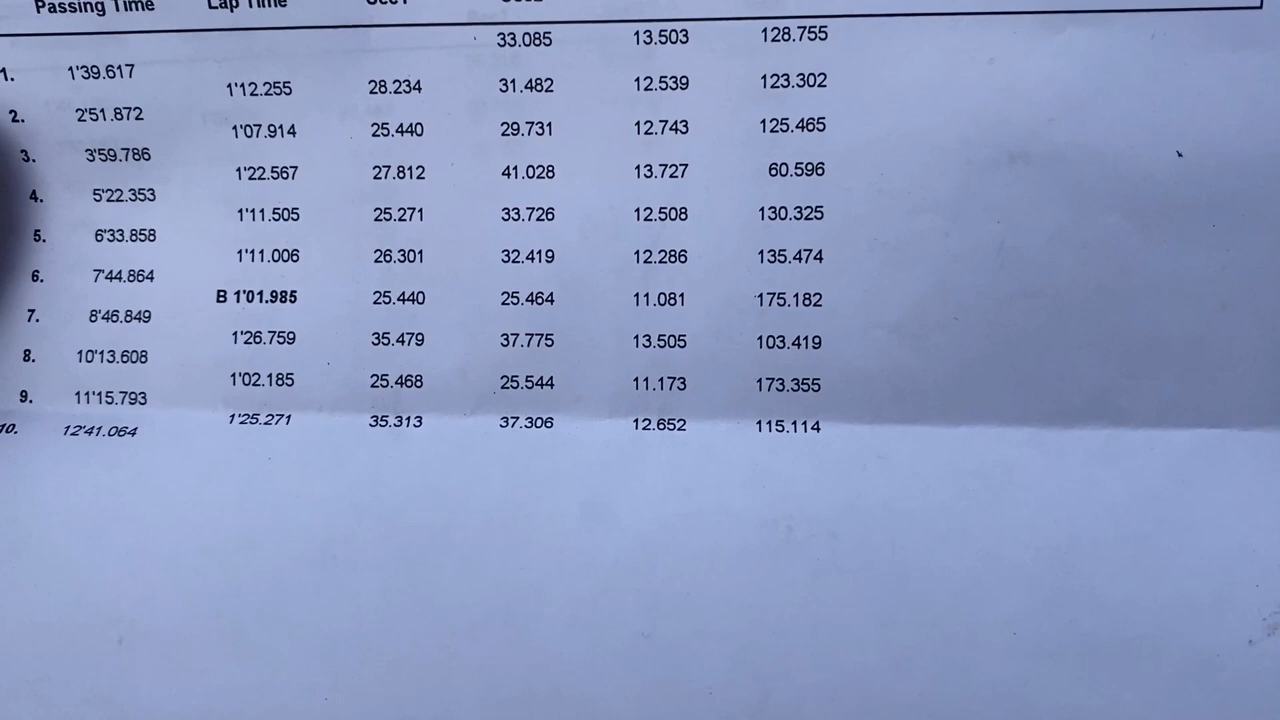 Passing Time Lap Time
33.085 13.503 128.755
1. 1'39.617
1'12.255 28.234 31.482 12.539 123.302
2. 2'51.872
1'07.914 25.440 29.731 12.743 125.465
3. 3'59.786
1'22.567 27.812 41.028 13.727 60.596
4. 5'22.353
1'11.505 25.271 33.726 12.508 130.325
5. 6'33.858
1'11.006 26.301 32.419 12.286 135.474
6. 7'44.864
B 1'01.985 25.440 25.464 11.081 175.182
7. 8'46.849
1'26.759 35.479 37.775 13.505 103.419
8. 10'13.608
1'02.185 25.468 25.544 11.173 173.355
9. 11'15.793
1'25.271 35.313 37.306 12.652 115.114
10. 12'41.064